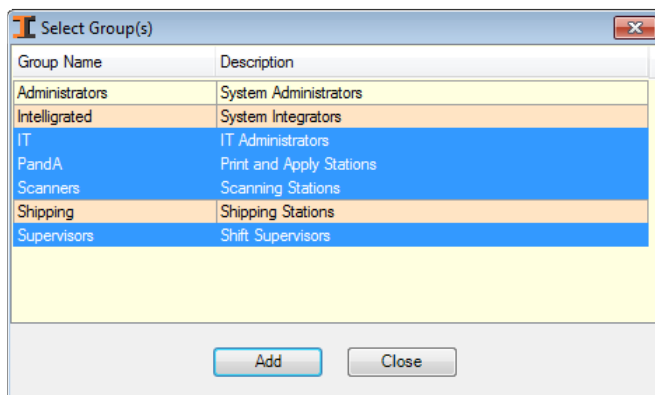 Select Group(s)
Group Name Description
Administrators System Administrators
Intelligrated System Integrators
IT IT Administrators
PandA Print and Apply Stations
Scanners Scanning Stations
Shipping Shipping Stations
Supervisors Shift Supervisors
Add Close